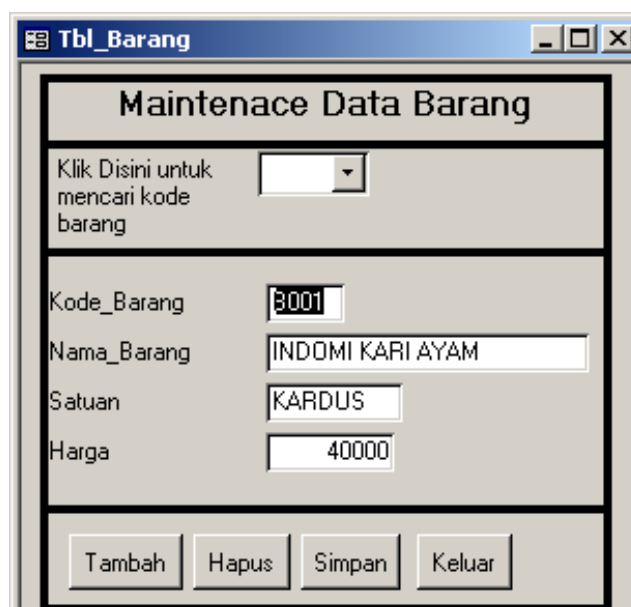 Tbl_Barang
Maintenace Data Barang
Klik Disini untuk
mencari kode
barang
Kode_Barang B001
Nama_Barang INDOMI KARI AYAM
Satuan KARDUS
Harga 40000
Tambah Hapus Simpan Keluar